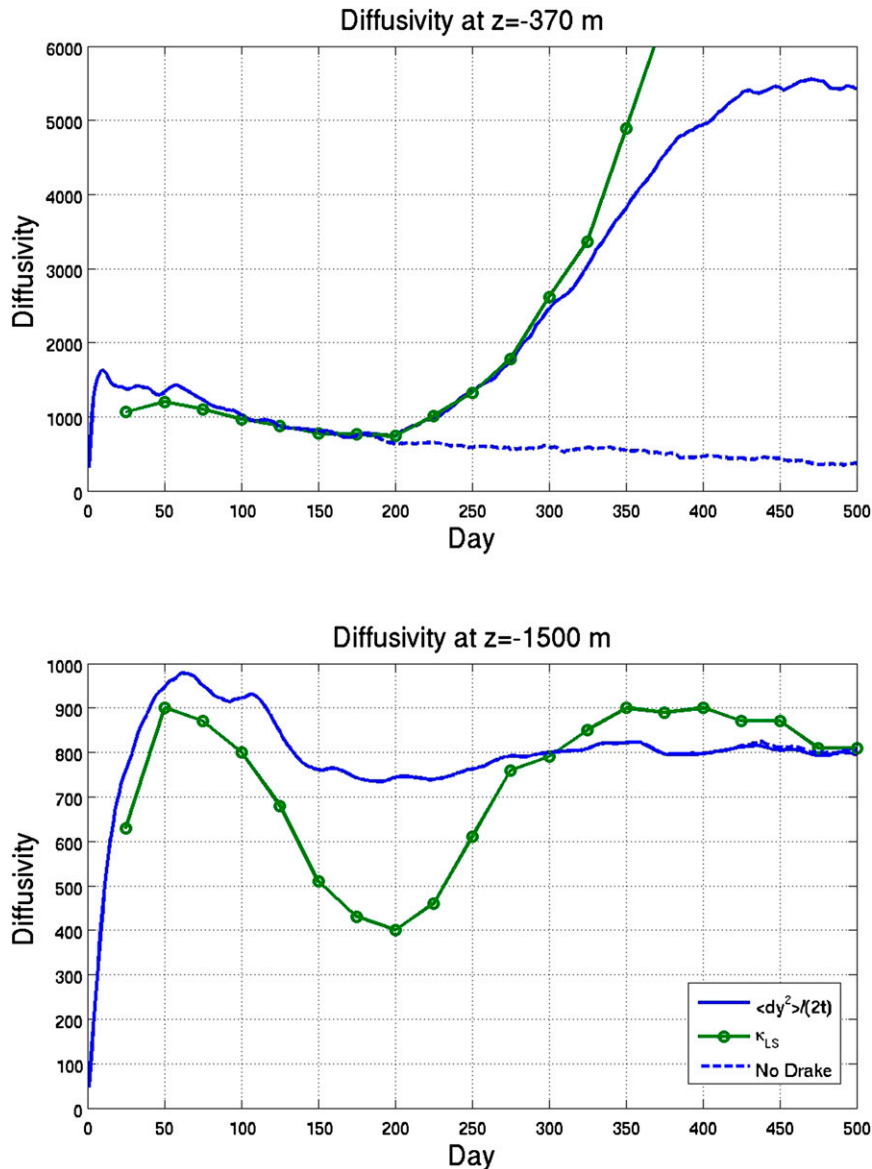 Diffusivity at z=-370 m
6000
5000
4000
3000
2000
1000
0
Diffusivity
0 50 100 150 200 250 300 350 400 450 500
Day
Diffusivity at z=-1500 m
1000
900
800
700
600
500
400
300
200
100
0
Diffusivity
<dy²>/(2t)
κLS
No Drake
0 50 100 150 200 250 300 350 400 450 500
Day